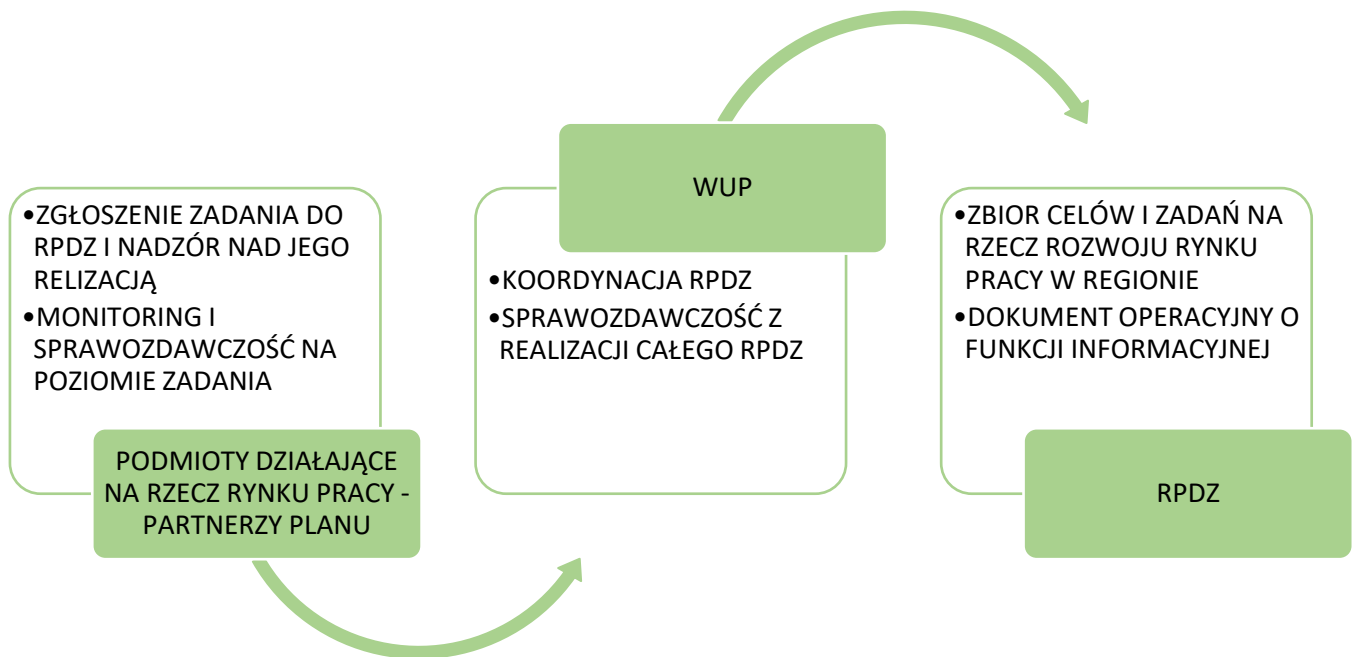 •ZGŁOSZENIE ZADANIA DO
RPDZ I NADZÓR NAD JEGO
RELIZACJĄ
•MONITORING I
SPRAWOZDAWCZOŚĆ NA
POZIOMIE ZADANIA
PODMIOTY DZIAŁAJĄCE
NA RZECZ RYNKU PRACY -
PARTNERZY PLANU
WUP
•KOORDYNACJA RPDZ
•SPRAWOZDAWCZOŚĆ Z
REALIZACJI CAŁEGO RPDZ
•ZBIOR CELÓW I ZADAŃ NA
RZECZ ROZWOJU RYNKU
PRACY W REGIONIE
•DOKUMENT OPERACYJNY O
FUNKCJI INFORMACYJNEJ
RPDZ